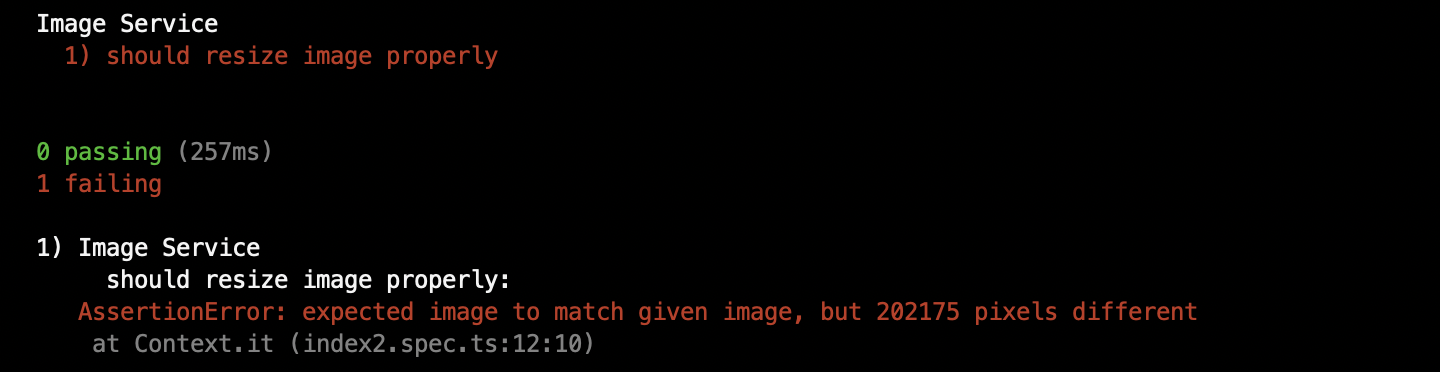 Image Service
1) should resize image properly
0 passing (257ms)
1 failing
1) Image Service
should resize image properly:
AssertionError: expected image to match given image, but 202175 pixels different
at Context.it (index2.spec.ts:12:10)